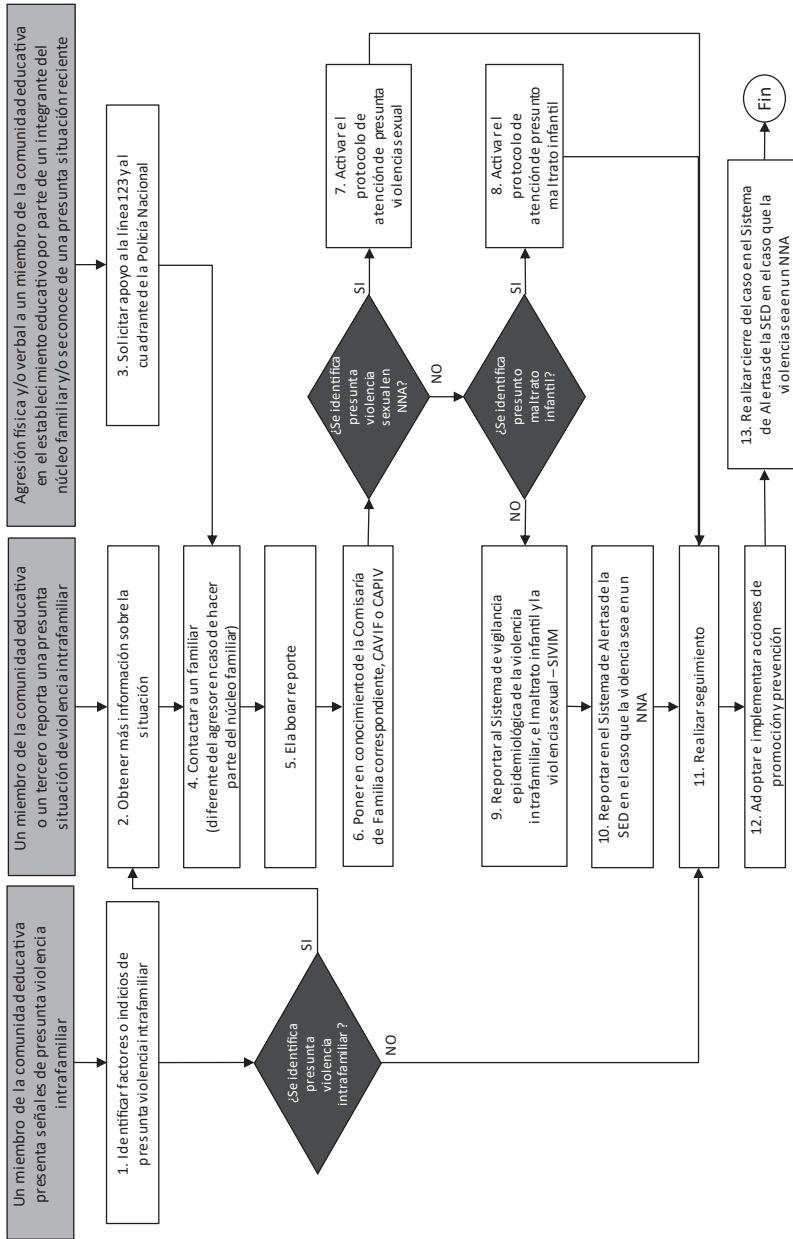 Un miembro de la comunidad educativa
presenta señales de presunta violencia
intrafamiliar
Un miembro de la comunidad educativa
o un tercero reporta una presunta
situación de violencia intrafamiliar
Agresión física y/o verbal a un miembro de la comunidad educativa
en el establecimiento educativo por parte de un integrante del
núcleo familiar y/o se conoce de una presunta situación reciente
1. Identificar factores o indicios de
presunta violencia intrafamiliar
¿Se identifica
presunta
violencia
intrafamiliar?
SI
NO
2. Obtener más información sobre la
situación
3. Solicitar apoyo a la línea 123 y al
cuadrante de la Policía Nacional
4. Contactar a un familiar
(diferente del agresor en caso de hacer
parte del núcleo familiar)
5. Elaborar reporte
6. Poner en conocimiento de la Comisaría
de Familia correspondiente, CAVIF o CAPIV
¿Se identifica
presunta
violencia
sexual en
NNA?
SI
NO
7. Activar el
protocolo de
atención de presunta
violencia sexual
¿Se identifica
presunto
maltrato
infantil?
SI
NO
8. Activar el
protocolo de
atención de presunto
maltrato infantil
9. Reportar al Sistema de vigilancia
epidemiológica de la violencia
intrafamiliar, el maltrato infantil y la
violencia sexual – SIVIM
10. Reportar en el Sistema de Alertas de la
SED en el caso que la violencia sea en un
NNA
11. Realizar seguimiento
12. Adoptar e implementar acciones de
promoción y prevención
13. Realizar cierre del caso en el Sistema
de Alertas de la SED en el caso que la
violencia sea en un NNA
Fin